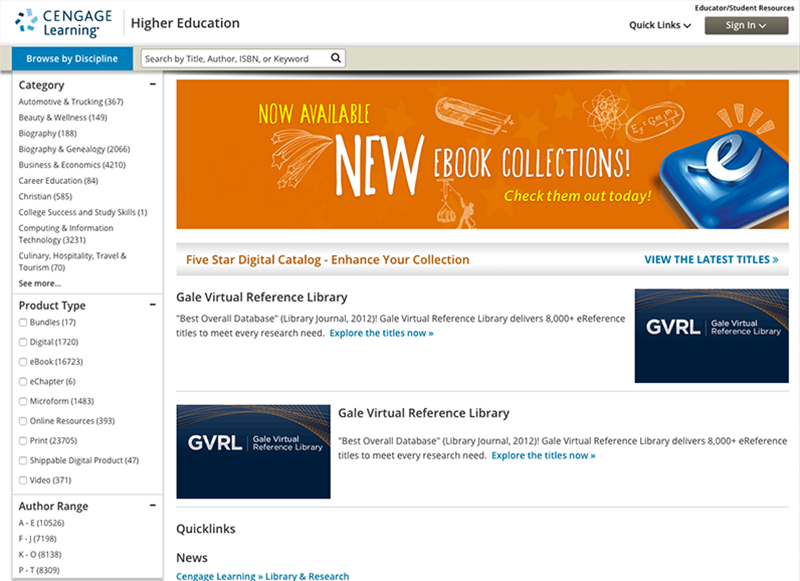 Educator/Student Resources
CENGAGE
Learning
Higher Education
Quick Links
Sign In
Browse by Discipline
Search by Title, Author, ISBN, or Keyword
Category
Automotive & Trucking (367)
Beauty & Wellness (149)
Biography (188)
Biography & Genealogy (2066)
Business & Economics (4210)
Career Education (84)
Christian (585)
College Success and Study Skills (1)
Computing & Information
Technology (3231)
Culinary, Hospitality, Travel &
Tourism (70)
See more...
Product Type
Bundles (17)
Digital (1720)
eBook (16723)
eChapter (6)
Microform (1483)
Online Resources (393)
Print (23705)
Shippable Digital Product (47)
Video (371)
Author Range
A - E (10526)
F - J (7198)
K - O (8138)
P - T (8309)
NOW AVAILABLE
NEW EBOOK COLLECTIONS!
Check them out today!
e
Five Star Digital Catalog - Enhance Your Collection
VIEW THE LATEST TITLES »
Gale Virtual Reference Library
"Best Overall Database" (Library Journal, 2012)! Gale Virtual Reference Library delivers 8,000+ eReference
titles to meet every research need. Explore the titles now »
GVRL | Gale Virtual
Reference Library
GVRL | Gale Virtual
Reference Library
Gale Virtual Reference Library
"Best Overall Database" (Library Journal, 2012)! Gale Virtual Reference Library delivers 8,000+ eReference
titles to meet every research need. Explore the titles now »
Quicklinks
News
Cengage Learning » Library & Research